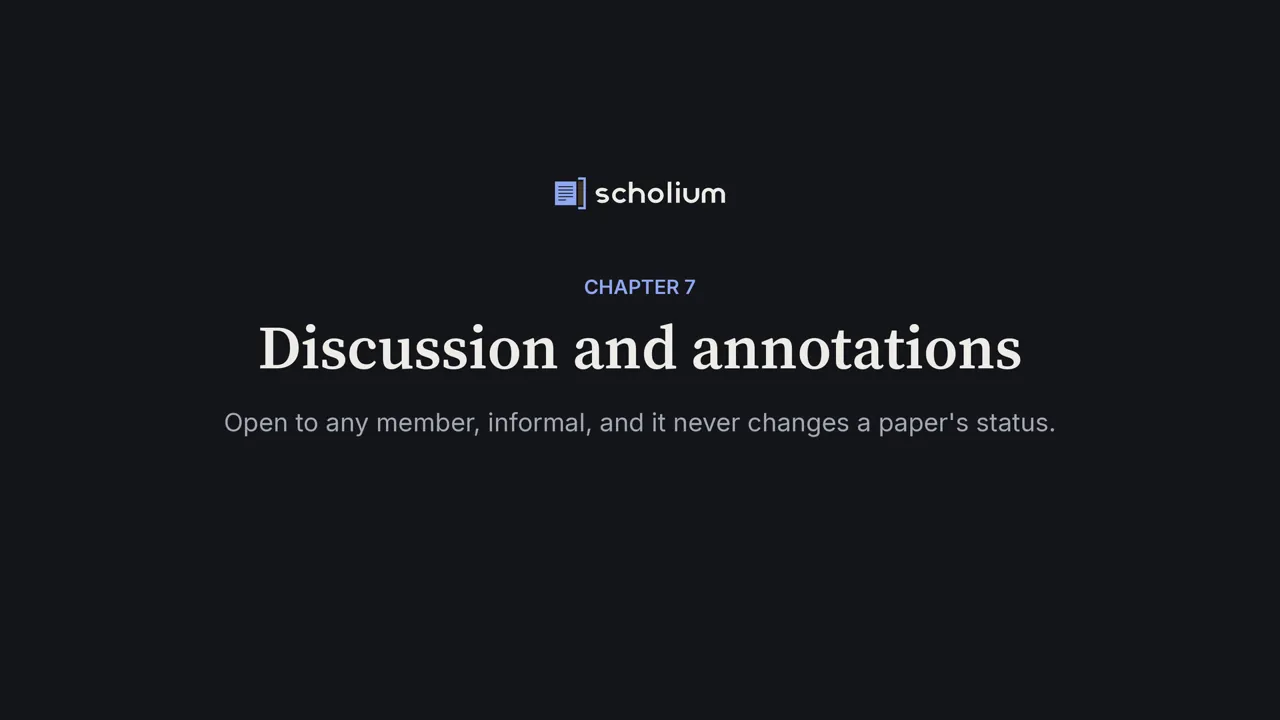 scholium
CHAPTER 7
Discussion and annotations
Open to any member, informal, and it never changes a paper's status.